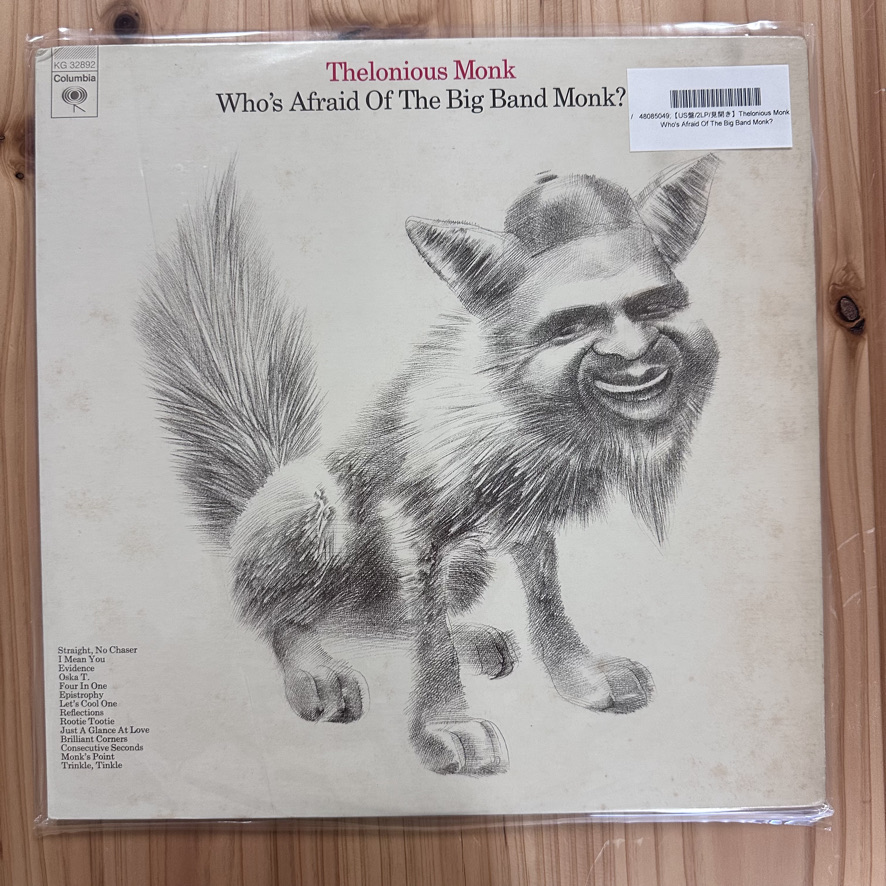 KG 32892
Columbia
Thelonious Monk
Who's Afraid Of The Big Band Monk?
/ 48085049:【US盤/2LP/見開き】Thelonious Monk
Who's Afraid Of The Big Band Monk?
Straight, No Chaser
I Mean You
Evidence
Oska T.
Four In One
Epistrophy
Let's Cool One
Reflections
Rootie Tootie
Just A Glance At Love
Brilliant Corners
Consecutive Seconds
Monk's Point
Trinkle, Tinkle